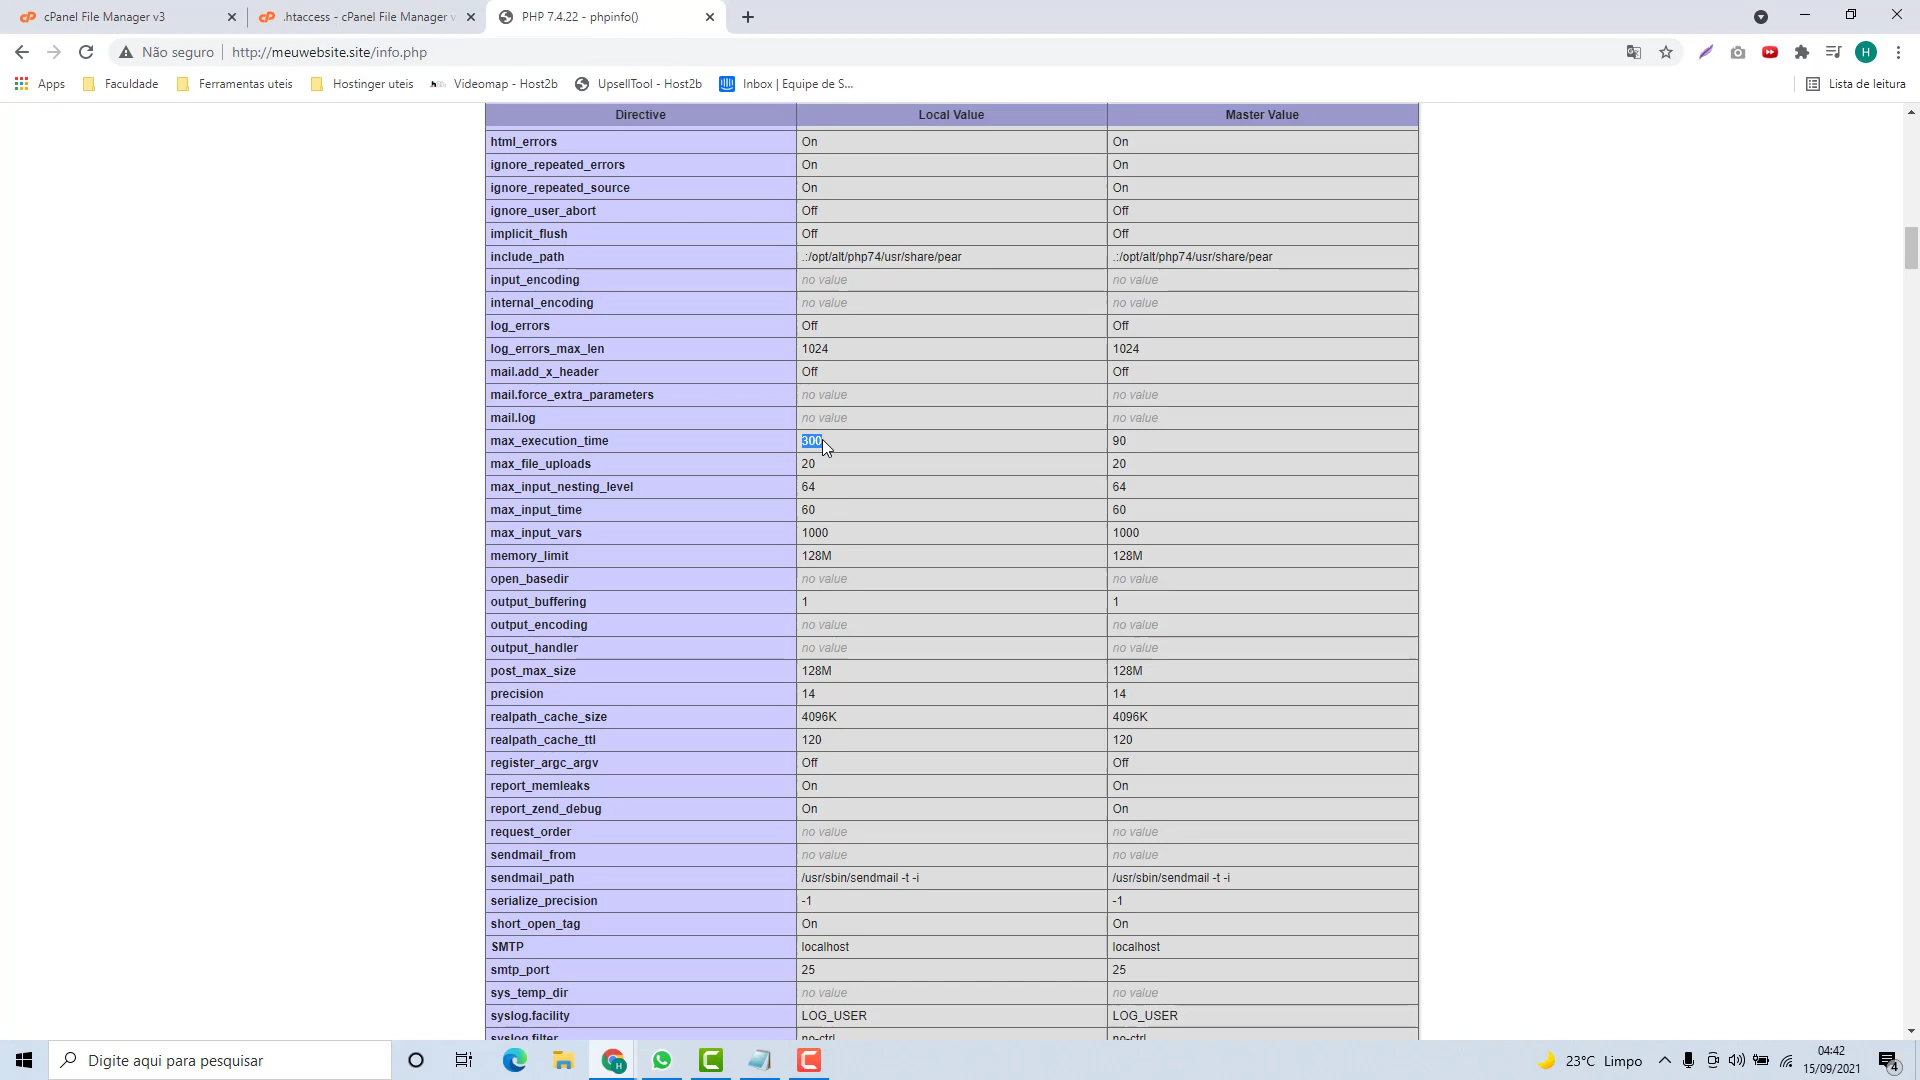 cPanel File Manager v3
.htaccess - cPanel File Manager v
PHP 7.4.22 - phpinfo()
Não seguro
http://meuwebsite.site/info.php
H
Apps
Faculdade
Ferramentas uteis
Hostinger uteis
Videomap - Host2b
UpsellTool - Host2b
Inbox | Equipe de S...
Lista de leitura
Directive Local Value Master Value
html_errors On On
ignore_repeated_errors On On
ignore_repeated_source On On
ignore_user_abort Off Off
implicit_flush Off Off
include_path .:/opt/alt/php74/usr/share/pear .:/opt/alt/php74/usr/share/pear
input_encoding no value no value
internal_encoding no value no value
log_errors Off Off
log_errors_max_len 1024 1024
mail.add_x_header Off Off
mail.force_extra_parameters no value no value
mail.log no value no value
max_execution_time 300 90
max_file_uploads 20 20
max_input_nesting_level 64 64
max_input_time 60 60
max_input_vars 1000 1000
memory_limit 128M 128M
open_basedir no value no value
output_buffering 1 1
output_encoding no value no value
output_handler no value no value
post_max_size 128M 128M
precision 14 14
realpath_cache_size 4096K 4096K
realpath_cache_ttl 120 120
register_argc_argv Off Off
report_memleaks On On
report_zend_debug On On
request_order no value no value
sendmail_from no value no value
sendmail_path /usr/sbin/sendmail -t -i /usr/sbin/sendmail -t -i
serialize_precision -1 -1
short_open_tag On On
SMTP localhost localhost
smtp_port 25 25
sys_temp_dir no value no value
syslog.facility LOG_USER LOG_USER
syslog.filter no-ctrl no-ctrl
Digite aqui para pesquisar
23°C Limpo
04:42
15/09/2021
4